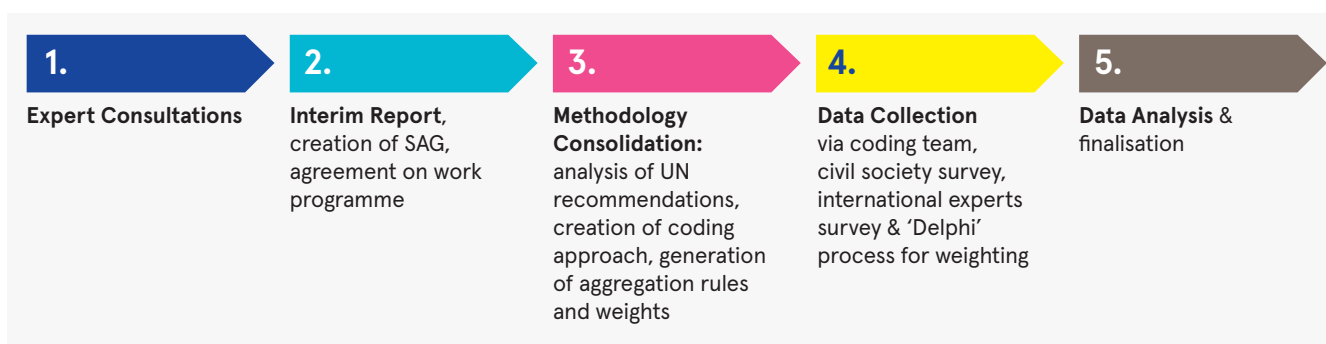 1.
Expert Consultations
2.
Interim Report,
creation of SAG,
agreement on work
programme
3.
Methodology
Consolidation:
analysis of UN
recommendations,
creation of coding
approach, generation
of aggregation rules
and weights
4.
Data Collection
via coding team,
civil society survey,
international experts
survey & ‘Delphi’
process for weighting
5.
Data Analysis &
finalisation